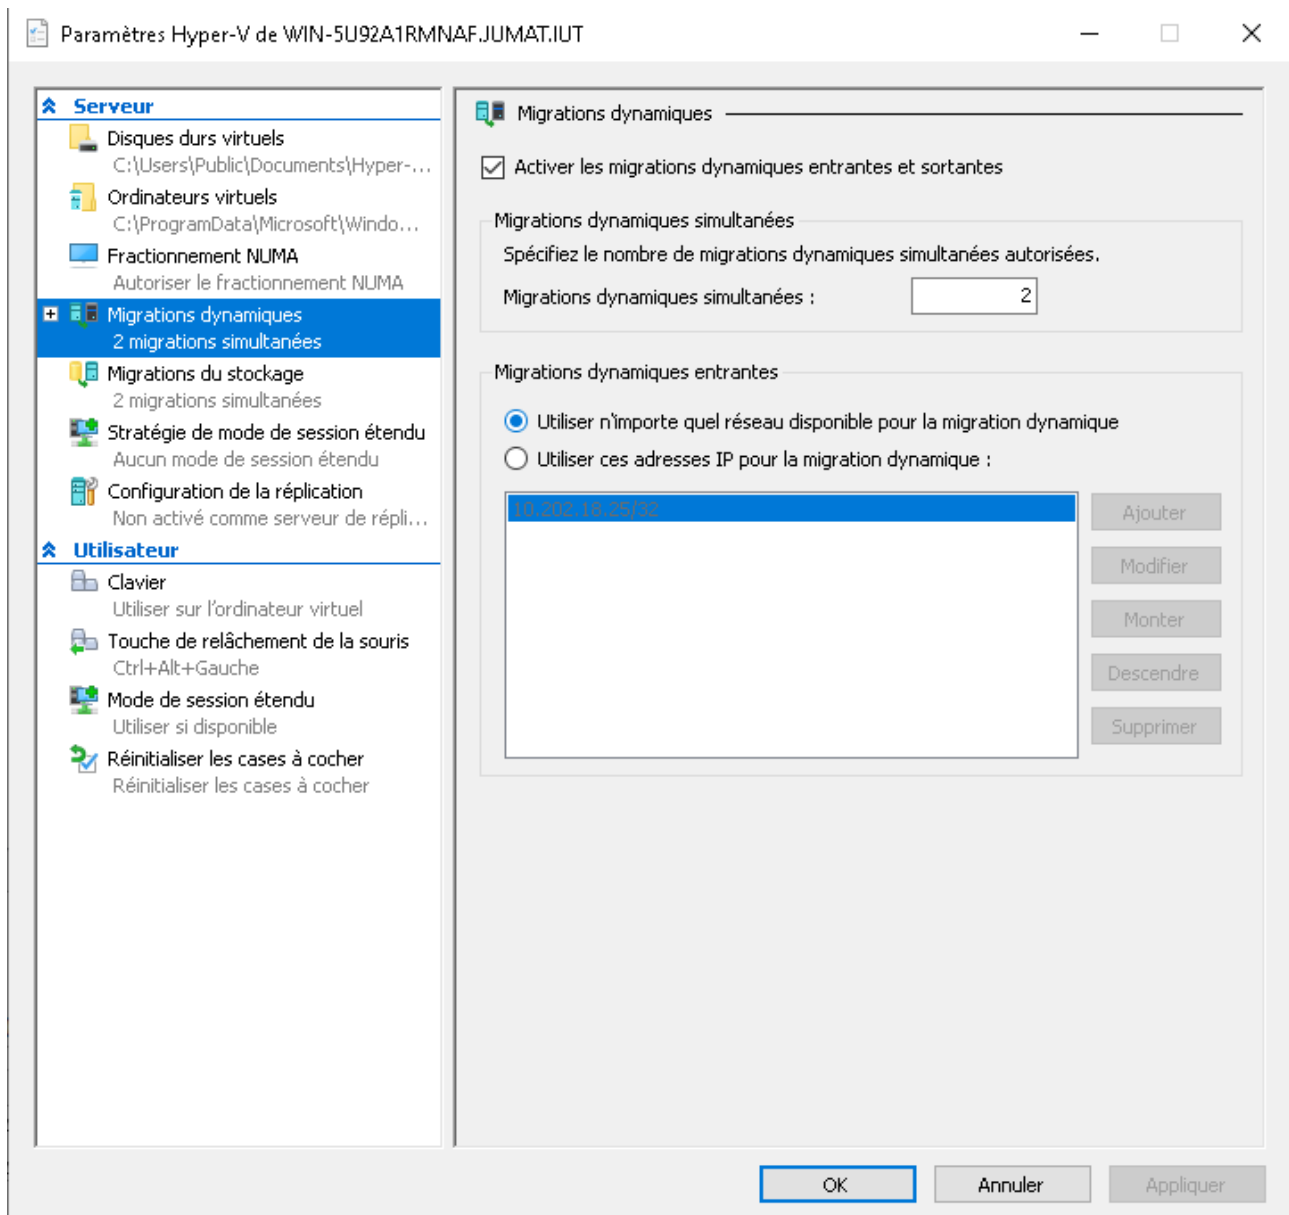 Paramètres Hyper-V de WIN-5U92A1RMNAF.JUMAT.IUT
Serveur
Disques durs virtuels
C:\Users\Public\Documents\Hyper-...
Ordinateurs virtuels
C:\ProgramData\Microsoft\Windo...
Fractionnement NUMA
Autoriser le fractionnement NUMA
Migrations dynamiques
2 migrations simultanées
Migrations du stockage
2 migrations simultanées
Stratégie de mode de session étendu
Aucun mode de session étendu
Configuration de la réplication
Non activé comme serveur de répli...
Utilisateur
Clavier
Utiliser sur l'ordinateur virtuel
Touche de relâchement de la souris
Ctrl+Alt+Gauche
Mode de session étendu
Utiliser si disponible
Réinitialiser les cases à cocher
Réinitialiser les cases à cocher
Migrations dynamiques
Activer les migrations dynamiques entrantes et sortantes
Migrations dynamiques simultanées
Spécifiez le nombre de migrations dynamiques simultanées autorisées.
Migrations dynamiques simultanées : 2
Migrations dynamiques entrantes
Utiliser n'importe quel réseau disponible pour la migration dynamique
Utiliser ces adresses IP pour la migration dynamique :
10.202.18.25/32
Ajouter
Modifier
Monter
Descendre
Supprimer
OK Annuler Appliquer